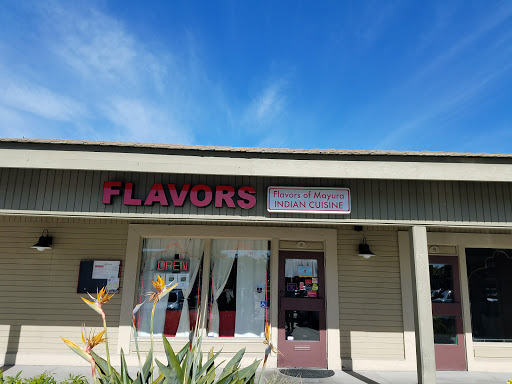 FLAVORS
Flavors of Mayura
INDIAN CUISINE
OPEN